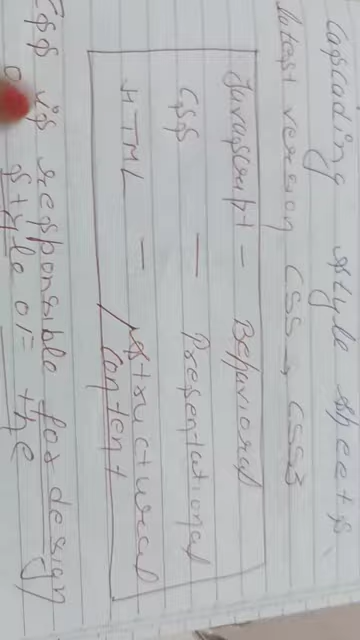 Cascading style sheets.
latest version CSS → CSS3
Javascript - Behavioral
CSS - Presentational
HTML - structural
/content
CSS is responsible for design
style of the